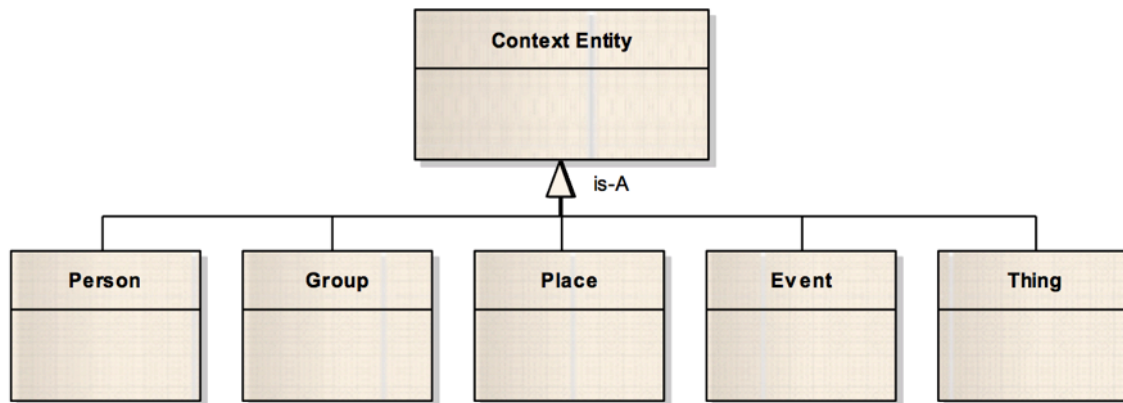 Context Entity
is-A
Person
Group
Place
Event
Thing